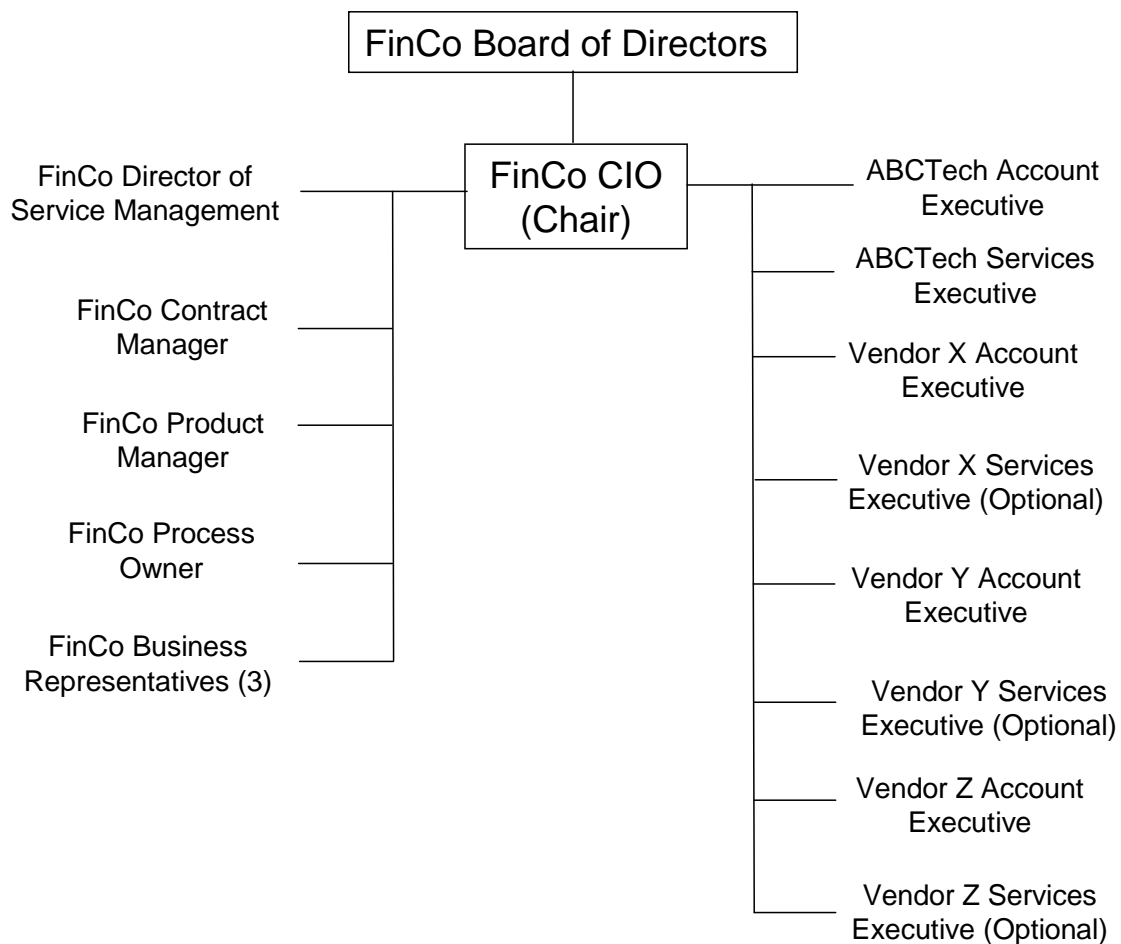 FinCo Board of Directors
FinCo CIO
(Chair)
FinCo Director of
Service Management
FinCo Contract
Manager
FinCo Product
Manager
FinCo Process
Owner
FinCo Business
Representatives (3)
ABCTech Account
Executive
ABCTech Services
Executive
Vendor X Account
Executive
Vendor X Services
Executive (Optional)
Vendor Y Account
Executive
Vendor Y Services
Executive (Optional)
Vendor Z Account
Executive
Vendor Z Services
Executive (Optional)